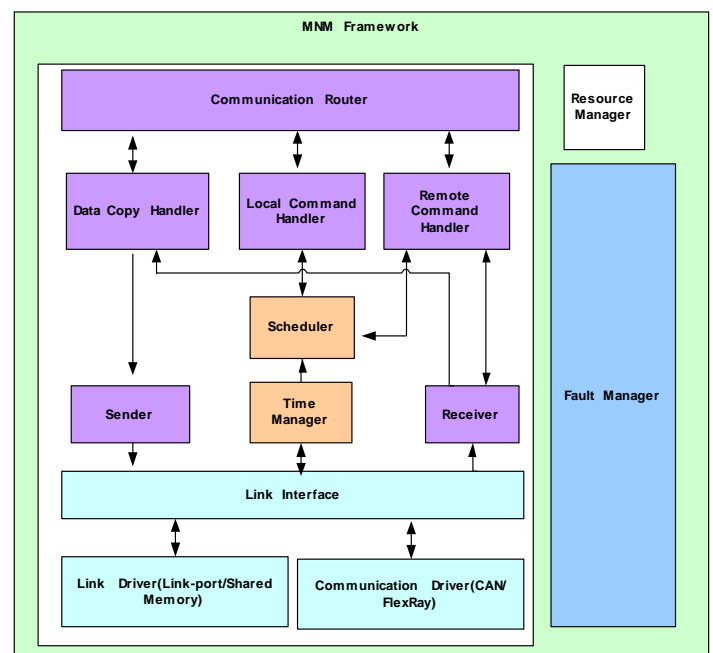 MNM Framework
Communication Router
Resource
Manager
Data Copy Handler
Local Command
Handler
Remote
Command
Handler
Scheduler
Time
Manager
Sender
Receiver
Fault Manager
Link Interface
Link Driver(Link-port/Shared
Memory)
Communication Driver(CAN/
FlexRay)